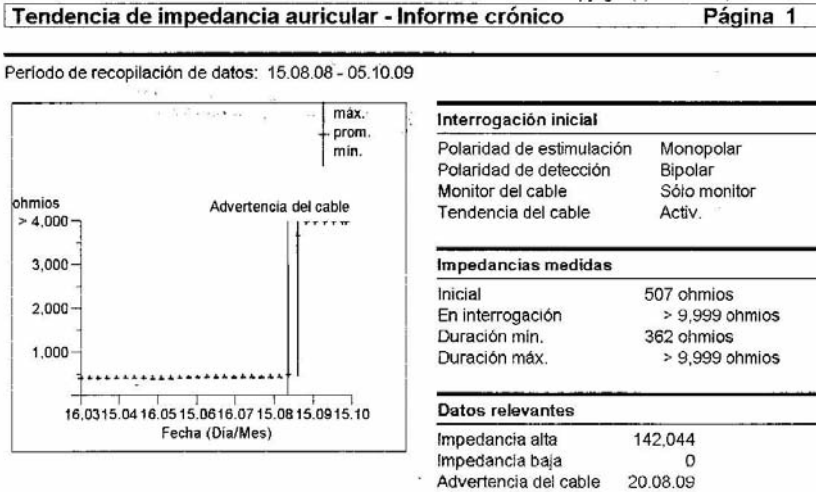 Tendencia de impedancia auricular - Informe crónico Página 1
Período de recopilación de datos: 15.08.08 - 05.10.09
máx.
prom.
mín.
ohmios
Advertencia del cable
> 4,000
3,000
2,000
1,000
16.03 15.04 16.05 15.06 16.07 15.08 15.09 15.10
Fecha (Día/Mes)
Interrogación inicial
Polaridad de estimulación Monopolar
Polaridad de detección Bipolar
Monitor del cable Sólo monitor
Tendencia del cable Activ.
Impedancias medidas
Inicial 507 ohmios
En interrogación > 9,999 ohmios
Duración mín. 362 ohmios
Duración máx. > 9,999 ohmios
Datos relevantes
Impedancia alta 142,044
Impedancia baja 0
Advertencia del cable 20.08.09